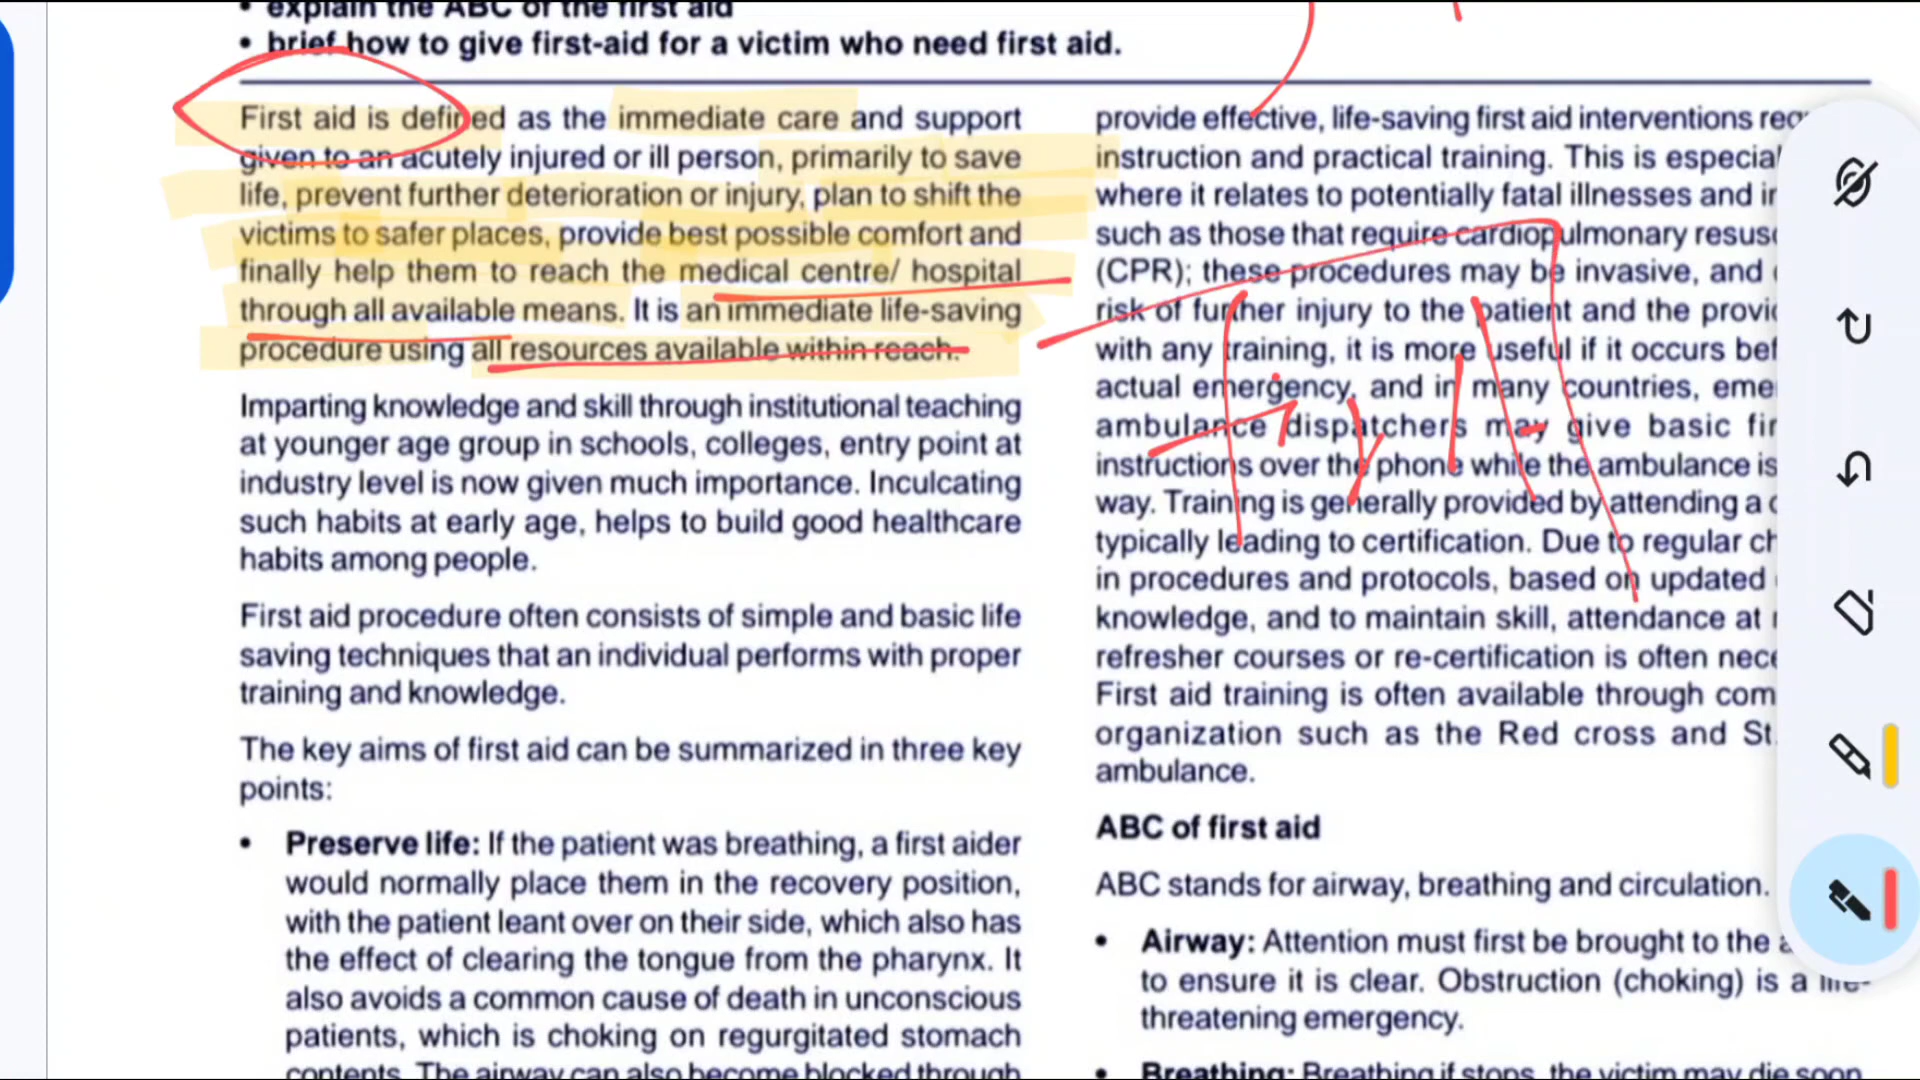 • explain the ABC of the first aid
• brief how to give first-aid for a victim who need first aid.
First aid is defined as the immediate care and support
given to an acutely injured or ill person, primarily to save
life, prevent further deterioration or injury, plan to shift the
victims to safer places, provide best possible comfort and
finally help them to reach the medical centre/ hospital
through all available means. It is an immediate life-saving
procedure using all resources available within reach.
Imparting knowledge and skill through institutional teaching
at younger age group in schools, colleges, entry point at
industry level is now given much importance. Inculcating
such habits at early age, helps to build good healthcare
habits among people.
First aid procedure often consists of simple and basic life
saving techniques that an individual performs with proper
training and knowledge.
The key aims of first aid can be summarized in three key
points:
• Preserve life: If the patient was breathing, a first aider
would normally place them in the recovery position,
with the patient leant over on their side, which also has
the effect of clearing the tongue from the pharynx. It
also avoids a common cause of death in unconscious
patients, which is choking on regurgitated stomach
contents. The airway can also become blocked through
provide effective, life-saving first aid interventions
instruction and practical training. This is
where it relates to potentially fatal illnesses and
such as those that require cardiopulmonary
(CPR); these procedures may be invasive, and
risk of further injury to the patient and the
with any training, it is more useful if it occurs
actual emergency, and in many countries,
ambulance dispatchers may give basic
instructions over the phone while the ambulance is
way. Training is generally provided by attending a
typically leading to certification. Due to regular
in procedures and protocols, based on updated
knowledge, and to maintain skill, attendance at
refresher courses or re-certification is often
First aid training is often available through
organization such as the Red cross and St.
ambulance.
ABC of first aid
ABC stands for airway, breathing and circulation.
• Airway: Attention must first be brought to the
to ensure it is clear. Obstruction (choking) is a life-
threatening emergency.
• Breathing: Breathing if stops, the victim may die soon